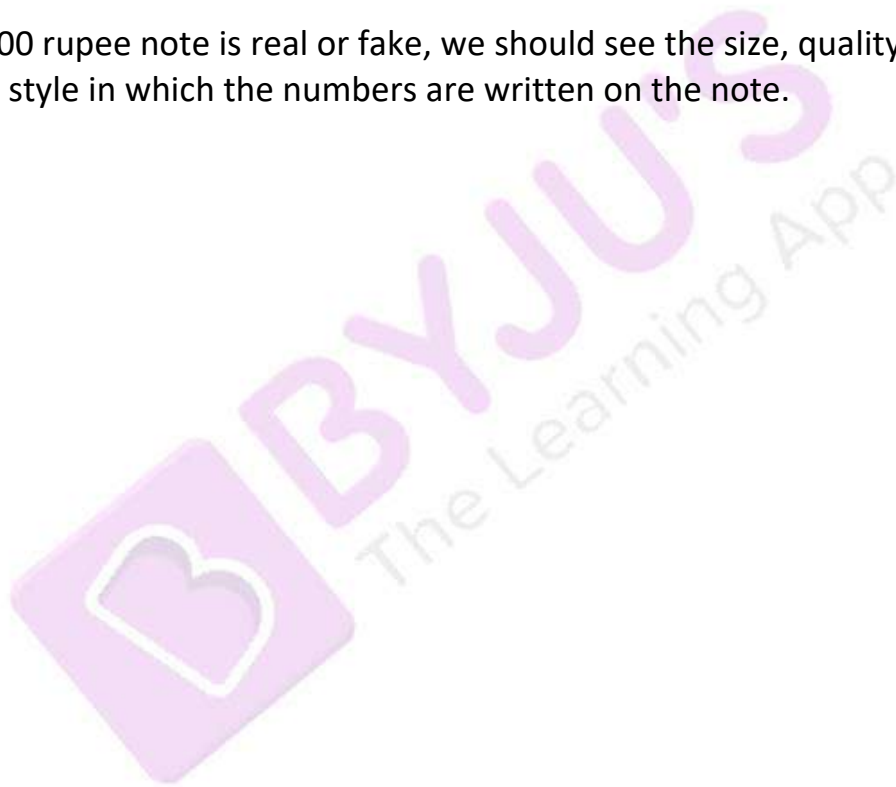 00 rupee note is real or fake, we should see the size, quality
style in which the numbers are written on the note.
BYJU'S
The Learning App